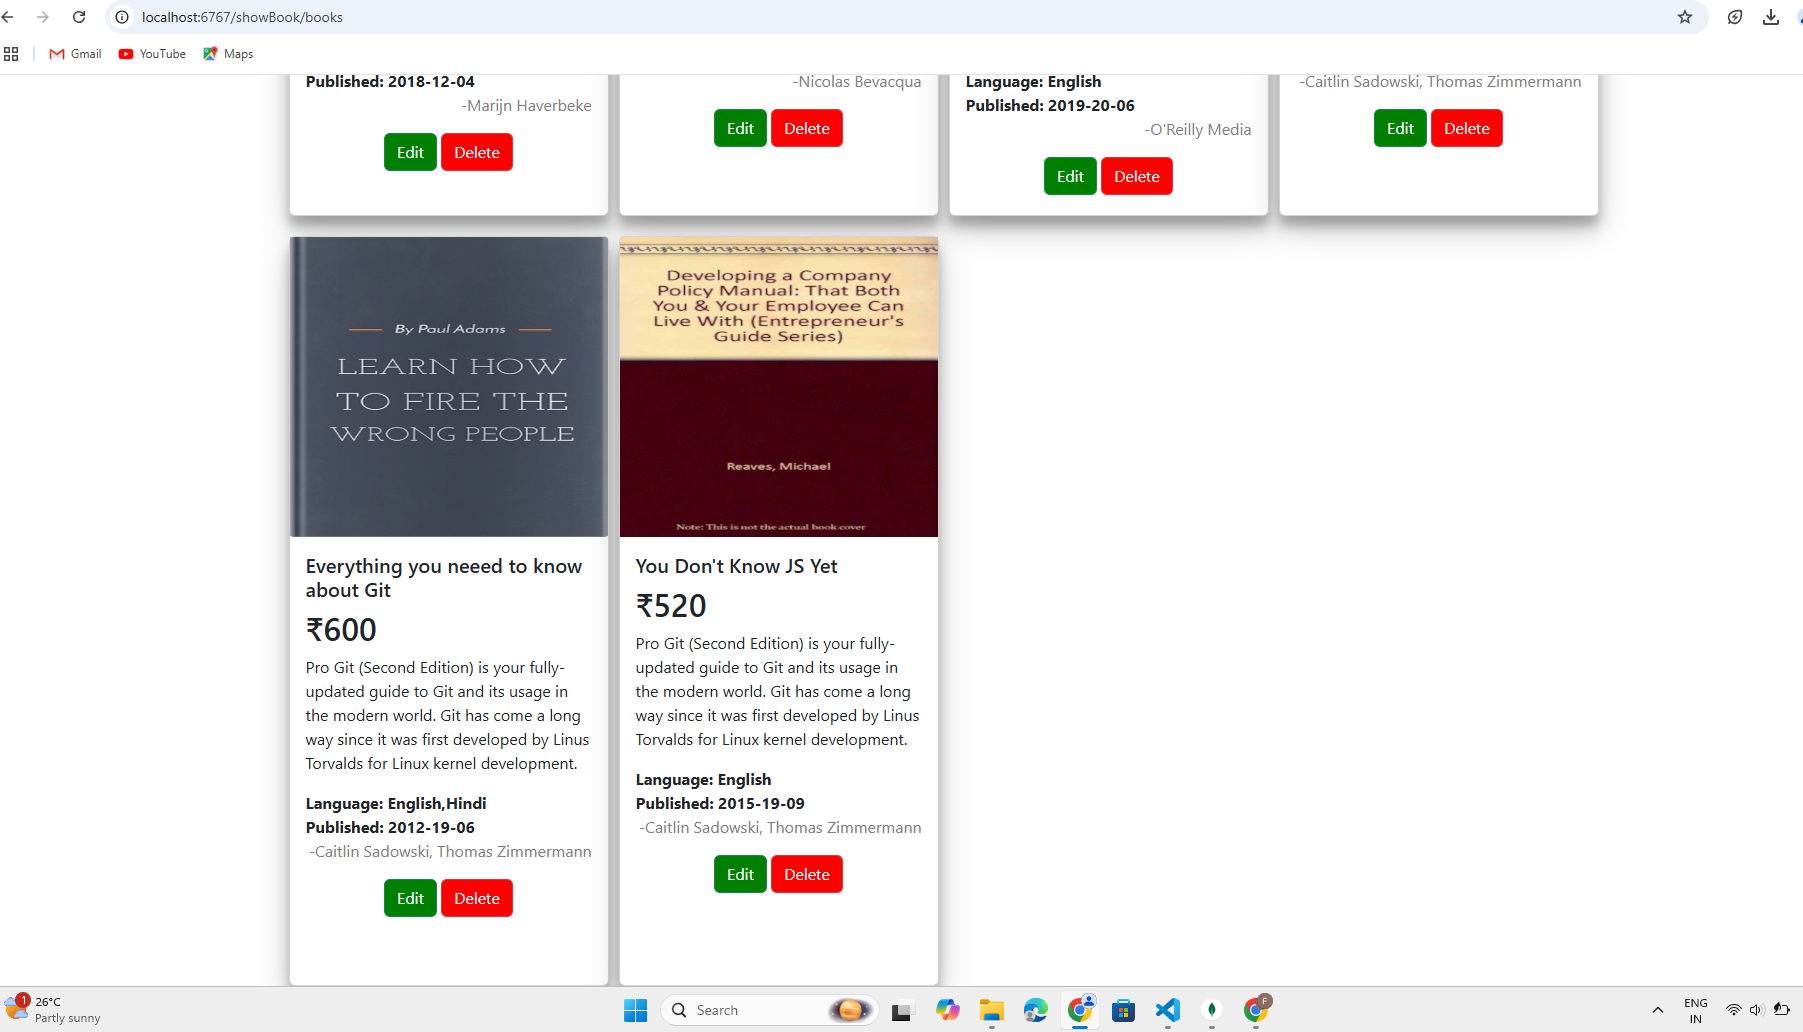 localhost:6767/showBook/books
Gmail
YouTube
Maps
Published: 2018-12-04
-Marijn Haverbeke
Edit
Delete
-Nicolas Bevacqua
Edit
Delete
Language: English
Published: 2019-20-06
-O'Reilly Media
Edit
Delete
-Caitlin Sadowski, Thomas Zimmermann
Edit
Delete
By Paul Adams
LEARN HOW
TO FIRE THE
WRONG PEOPLE
Everything you neeed to know
about Git
₹600
Pro Git (Second Edition) is your fully-
updated guide to Git and its usage in
the modern world. Git has come a long
way since it was first developed by Linus
Torvalds for Linux kernel development.
Language: English,Hindi
Published: 2012-19-06
-Caitlin Sadowski, Thomas Zimmermann
Edit
Delete
Developing a Company
Policy Manual: That Both
You & Your Employee Can
Live With (Entrepreneur's
Guide Series)
Reaves, Michael
Note: This is not the actual book cover
You Don't Know JS Yet
₹520
Pro Git (Second Edition) is your fully-
updated guide to Git and its usage in
the modern world. Git has come a long
way since it was first developed by Linus
Torvalds for Linux kernel development.
Language: English
Published: 2015-19-09
-Caitlin Sadowski, Thomas Zimmermann
Edit
Delete
1
26°C
Partly sunny
Search
F
ENG
IN